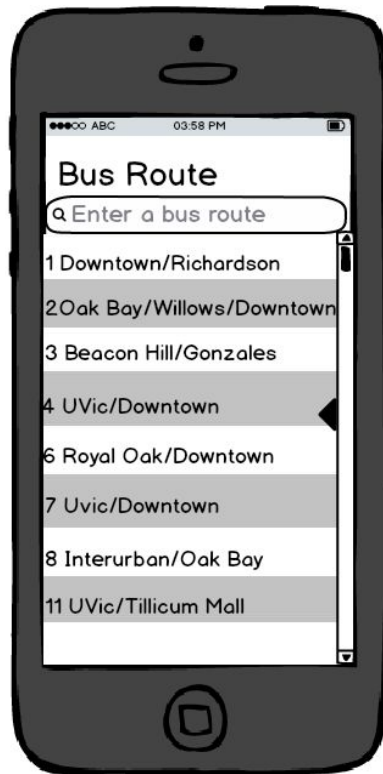 ABC 03:58 PM
Bus Route
Enter a bus route
1 Downtown/Richardson
2Oak Bay/Willows/Downtown
3 Beacon Hill/Gonzales
4 UVic/Downtown
6 Royal Oak/Downtown
7 Uvic/Downtown
8 Interurban/Oak Bay
11 UVic/Tillicum Mall